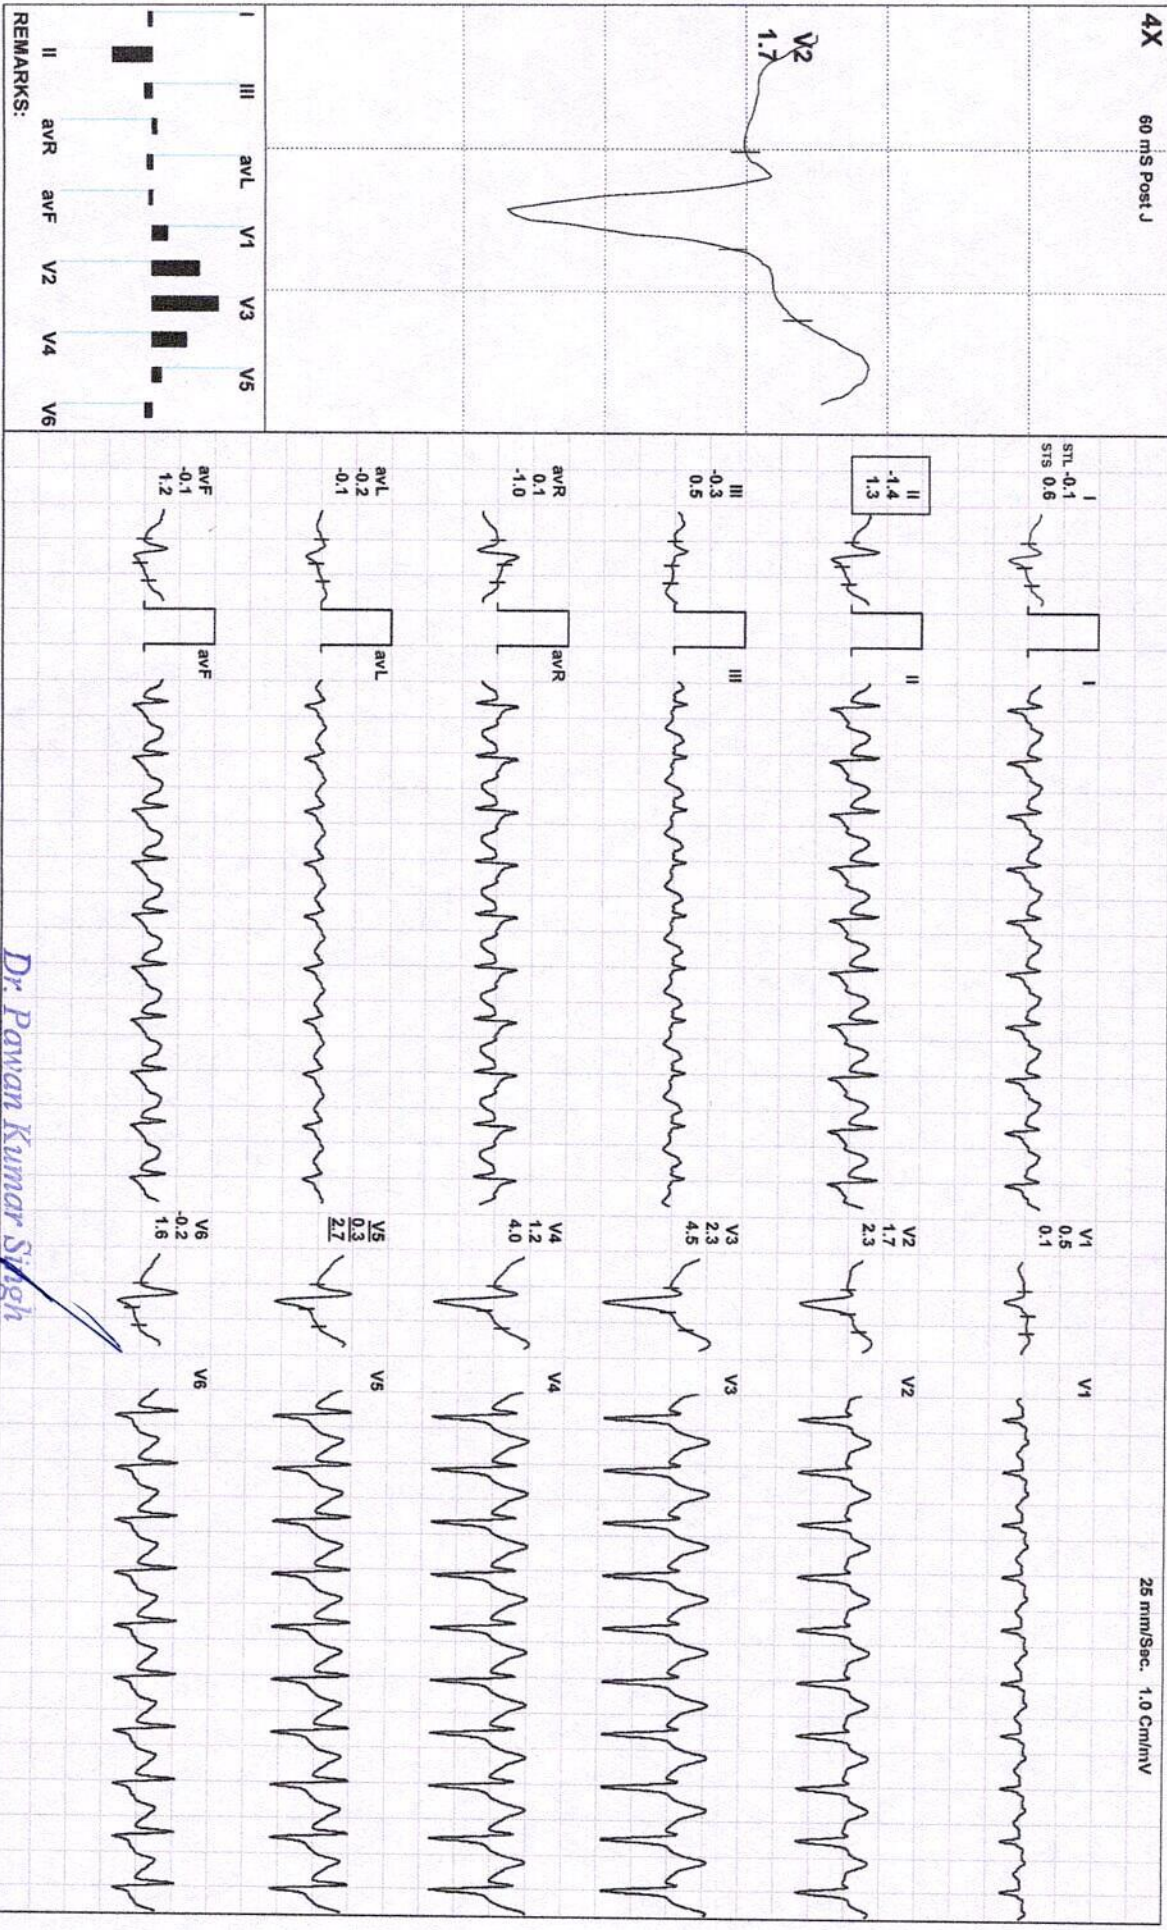 4X
60 mS Post J
25 mm/Sec. 1.0 Cm/mV
V2
1.7
I
STL -0.1
STS 0.6
I
II
-1.4
1.3
II
III
-0.3
0.5
III
avR
0.1
-1.0
avR
avL
-0.2
-0.1
avL
avF
-0.1
1.2
avF
V1
0.5
0.1
V1
V2
1.7
2.3
V2
V3
2.3
4.5
V3
V4
1.2
4.0
V4
V5
0.3
2.7
V5
V6
-0.2
1.6
V6
I III avL V1 V3 V5
II avR avF V2 V4 V6
REMARKS:
Dr. Pawan Kumar Singh